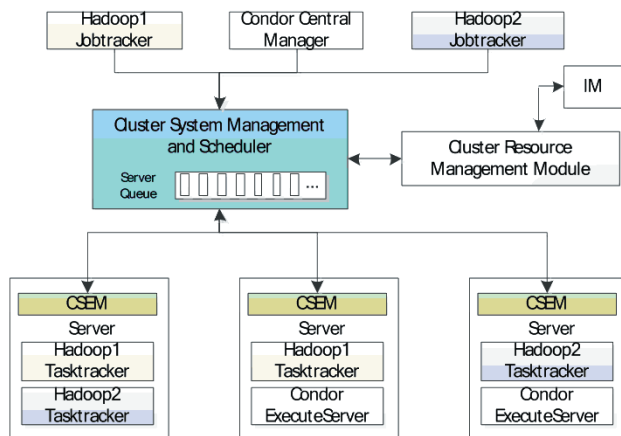 Hadoop1
Jobtracker
Condor Central
Manager
Hadoop2
Jobtracker
IM
Cluster System Management
and Scheduler
Server
Queue
...
Cluster Resource
Management Module
CSEM
Server
Hadoop1
Tasktracker
Hadoop2
Tasktracker
CSEM
Server
Hadoop1
Tasktracker
Condor
ExecuteServer
CSEM
Server
Hadoop2
Tasktracker
Condor
ExecuteServer